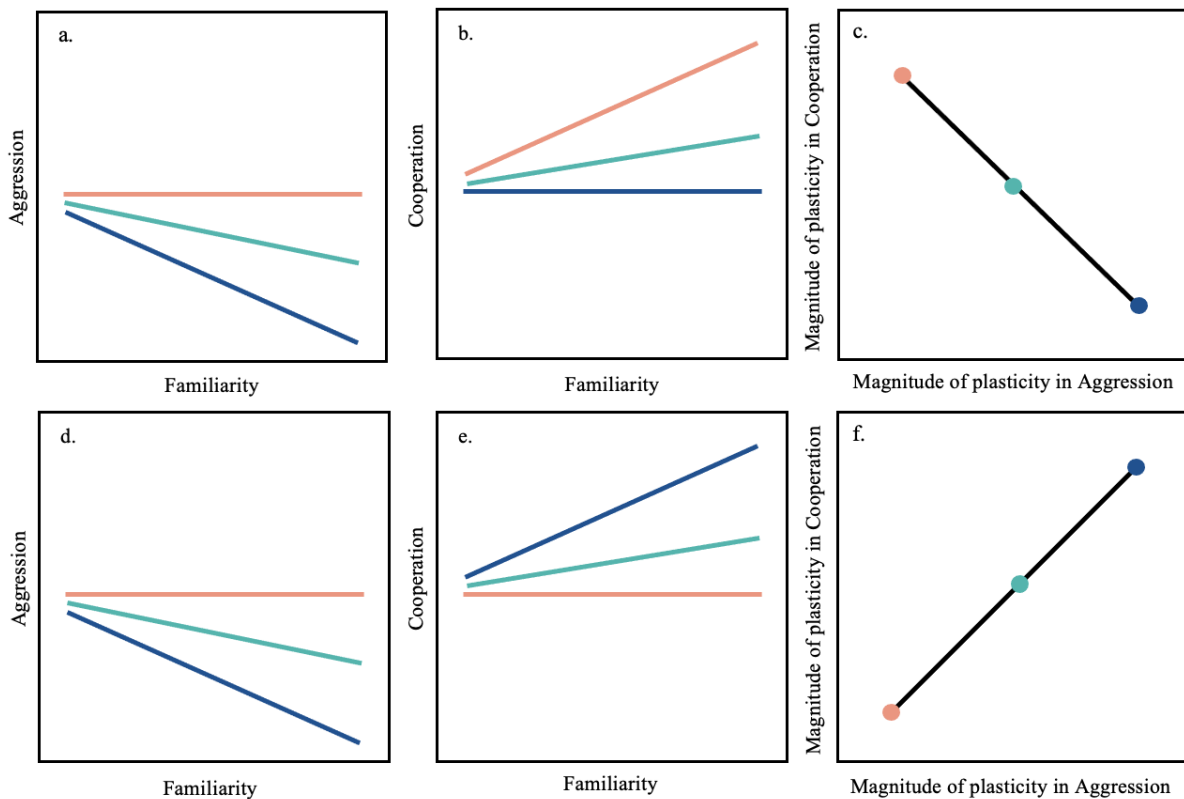 a.
Aggression
Familiarity
b.
Cooperation
Familiarity
c.
Magnitude of plasticity in Cooperation
Magnitude of plasticity in Aggression
d.
Aggression
Familiarity
e.
Cooperation
Familiarity
f.
Magnitude of plasticity in Cooperation
Magnitude of plasticity in Aggression